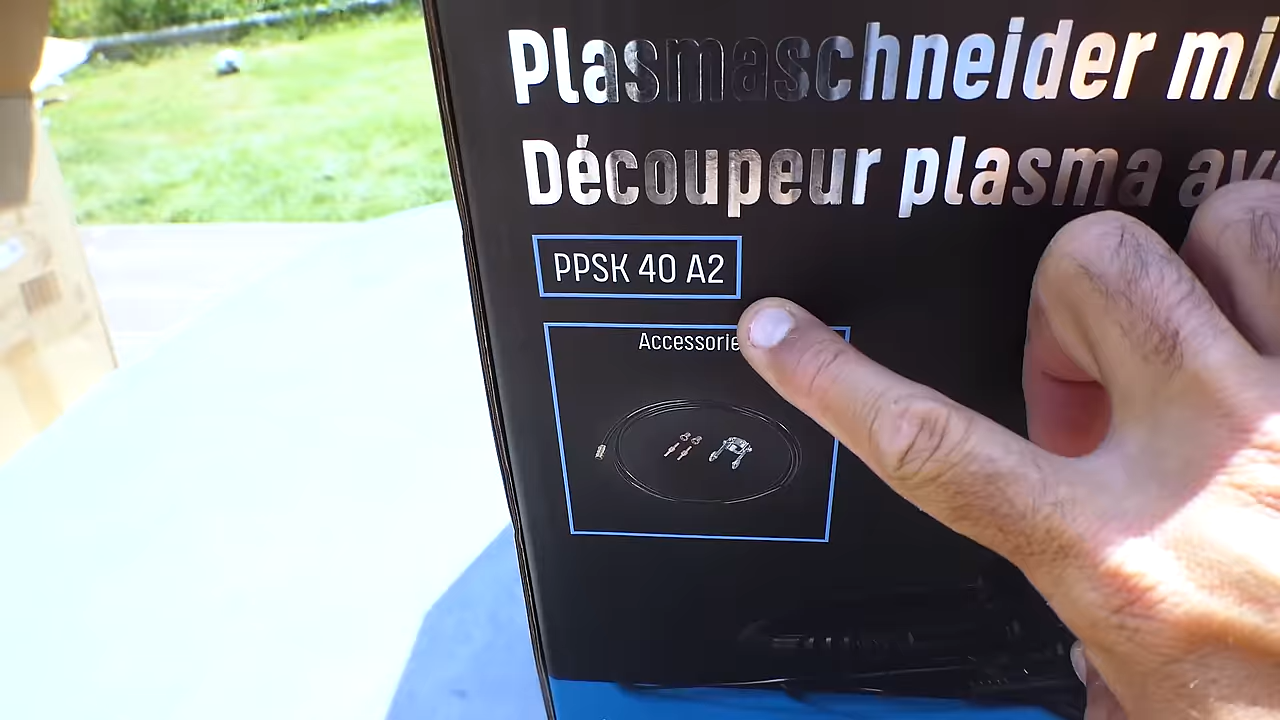 Plasmaschneider mi
Découpeur plasma av
PPSK 40 A2
Accessorie